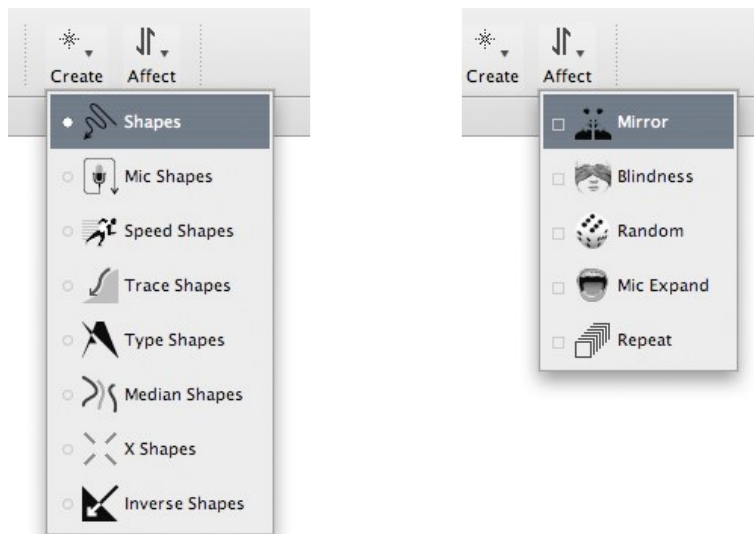 Create Affect
Shapes
Mic Shapes
Speed Shapes
Trace Shapes
Type Shapes
Median Shapes
X Shapes
Inverse Shapes
Create Affect
Mirror
Blindness
Random
Mic Expand
Repeat